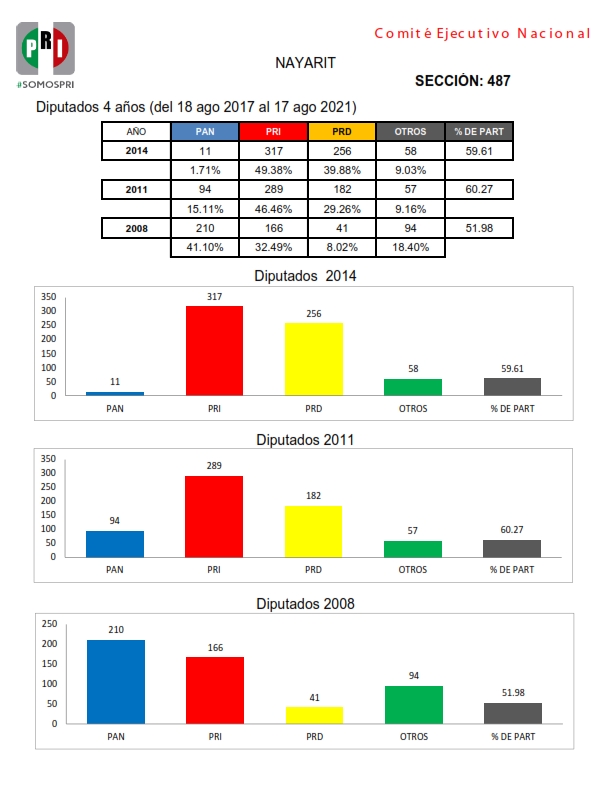 Comité Ejecutivo Nacional
PRI
#SOMOSPRI
NAYARIT
SECCIÓN: 487
Diputados 4 años (del 18 ago 2017 al 17 ago 2021)
AÑO PAN PRI PRD OTROS % DE PART
2014 11 317 256 58 59.61
1.71% 49.38% 39.88% 9.03%
2011 94 289 182 57 60.27
15.11% 46.46% 29.26% 9.16%
2008 210 166 41 94 51.98
41.10% 32.49% 8.02% 18.40%
Diputados 2014
350
300
250
200
150
100
50
0
11 317 256 58 59.61
PAN PRI PRD OTROS % DE PART
Diputados 2011
350
300
250
200
150
100
50
0
94 289 182 57 60.27
PAN PRI PRD OTROS % DE PART
Diputados 2008
250
200
150
100
50
0
210 166 41 94 51.98
PAN PRI PRD OTROS % DE PART